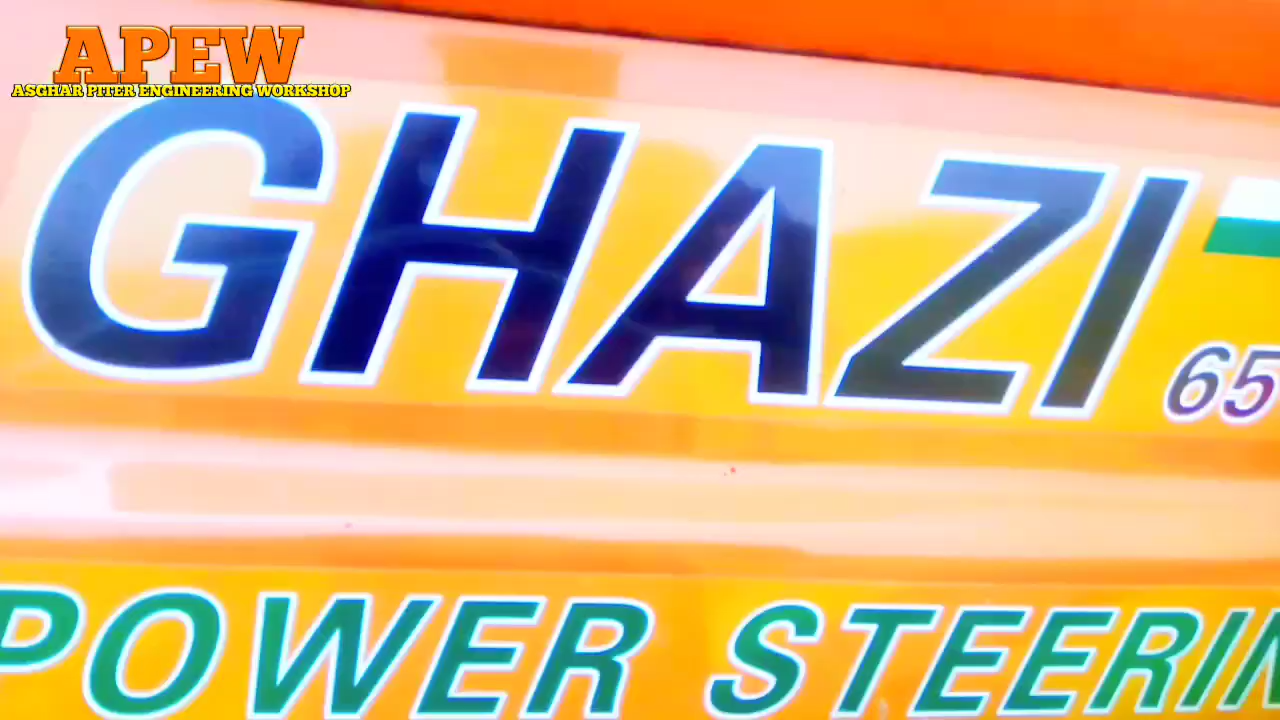 APEW
ASGHAR PITER ENGINEERING WORKSHOP
GHAZI
65
POWER STEERIN